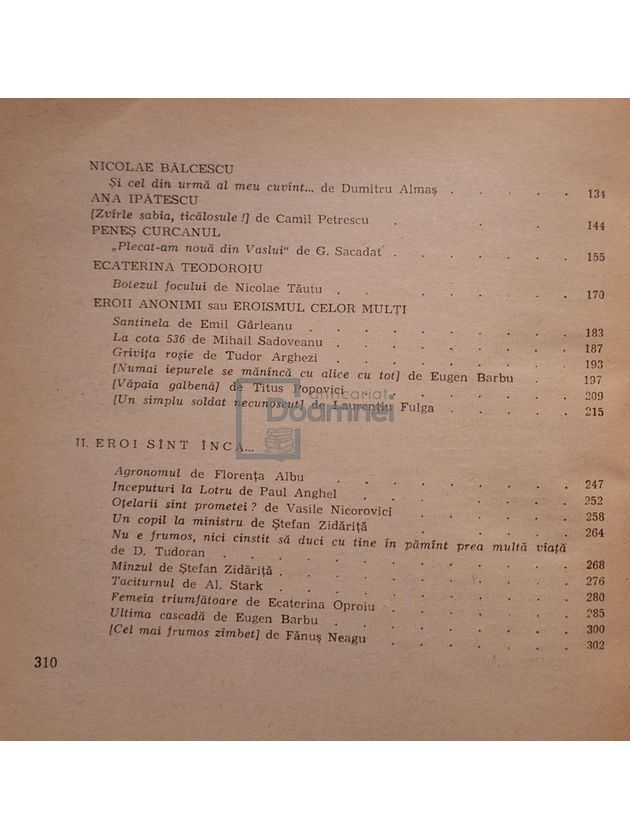 NICOLAE BĂLCESCU
Și cel din urmă al meu cuvînt... de Dumitru Almaș . . . . . 134
ANA IPĂTESCU
[Zvîrle sabia, ticălosule !] de Camil Petrescu . . . . . . 144
PENEȘ CURCANUL
„Plecat-am nouă din Vaslui“ de G. Sacadat . . . . . . 155
ECATERINA TEODOROIU
Botezul focului de Nicolae Tăutu . . . . . . . . 170
EROII ANONIMI sau EROISMUL CELOR MULȚI
Santinela de Emil Gârleanu . . . . . . . . . 183
La cota 536 de Mihail Sadoveanu . . . . . . . . 187
Grivița roșie de Tudor Arghezi . . . . . . . . 193
[Numai iepurele se mănîncă cu alice cu tot] de Eugen Barbu . . 197
[Văpaia galbenă] de Titus Popovici . . . . . . . 209
[Un simplu soldat necunoscut] de Laurențiu Fulga . . . . . 215
anticariat
Doamnei
II. EROI SÎNT ÎNCĂ...
Agronomul de Florența Albu . . . . . . . . 247
Începuturi la Lotru de Paul Anghel . . . . . . . 252
Oțelarii sînt prometei ? de Vasile Nicorovici . . . . . . 258
Un copil la ministru de Ștefan Zidăriță . . . . . . . 264
Nu e frumos, nici cinstit să duci cu tine în pămînt prea multă viață
de D. Tudoran . . . . . . . . . . . 268
Minzul de Ștefan Zidăriță . . . . . . . . . . 276
Taciturnul de Al. Stark . . . . . . . . . . 280
Femeia triumfătoare de Ecaterina Oproiu . . . . . . 285
Ultima cascadă de Eugen Barbu . . . . . . . . 300
[Cel mai frumos zîmbet] de Fănuș Neagu . . . . . . 302
310